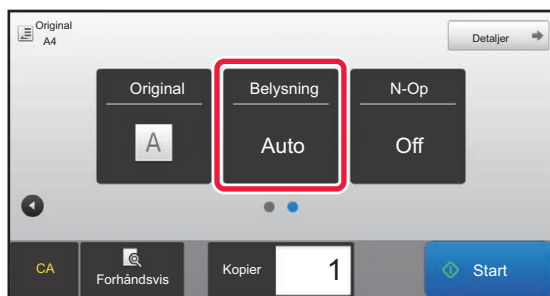 Original
A4
Detaljer
Original
Belysning
N-Op
A
Auto
Off
CA
Forhåndsvis
Kopier
1
Start